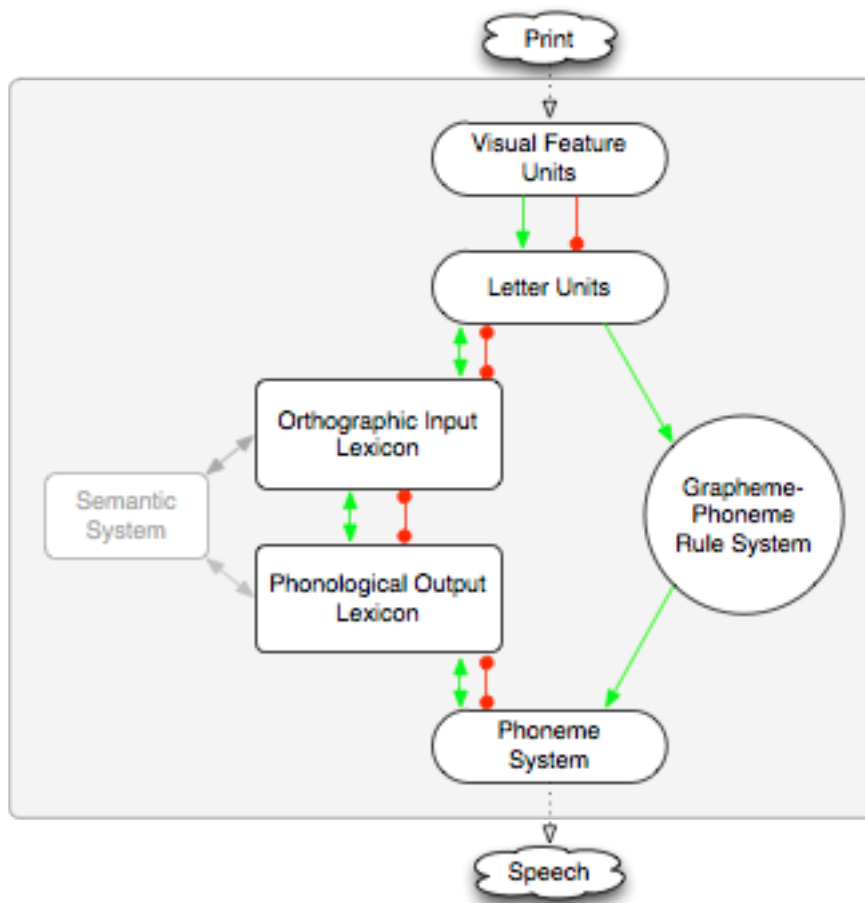 Print
Visual Feature
Units
Letter Units
Orthographic Input
Lexicon
Semantic
System
Grapheme-
Phoneme
Rule System
Phonological Output
Lexicon
Phoneme
System
Speech